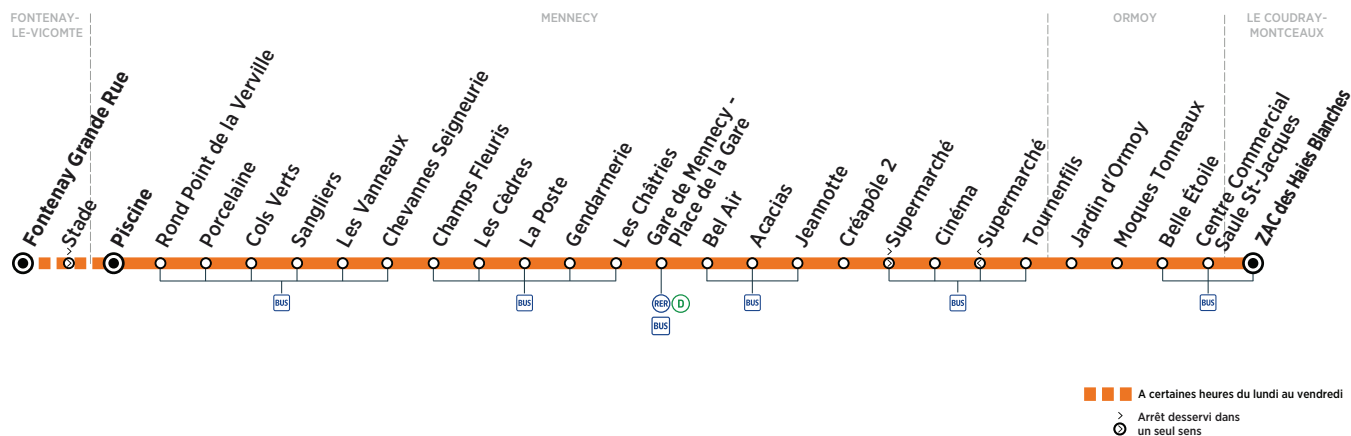 FONTENAY-
LE-VICOMTE
MENNECY
ORMOY
LE COUDRAY-
MONTCEAUX
Fontenay Grande Rue
Stade
Piscine
Rond Point de la Verville
Porcelaine
Cols Verts
Sangliers
Les Vanneaux
Chevannes Seigneurie
Champs Fleuris
Les Cèdres
La Poste
Gendarmerie
Les Châtries
Gare de Mennecy -
Place de la Gare
Bel Air
Acacias
Jeannotte
Créapôle 2
Supermarché
Cinéma
Supermarché
Tournenfils
Jardin d'Ormoy
Moques Tonneaux
Belle Étoile
Centre Commercial
Saule St-Jacques
ZAC des Haies Blanches
BUS
BUS
RER D
BUS
BUS
BUS
BUS
A certaines heures du lundi au vendredi
Arrêt desservi dans
un seul sens